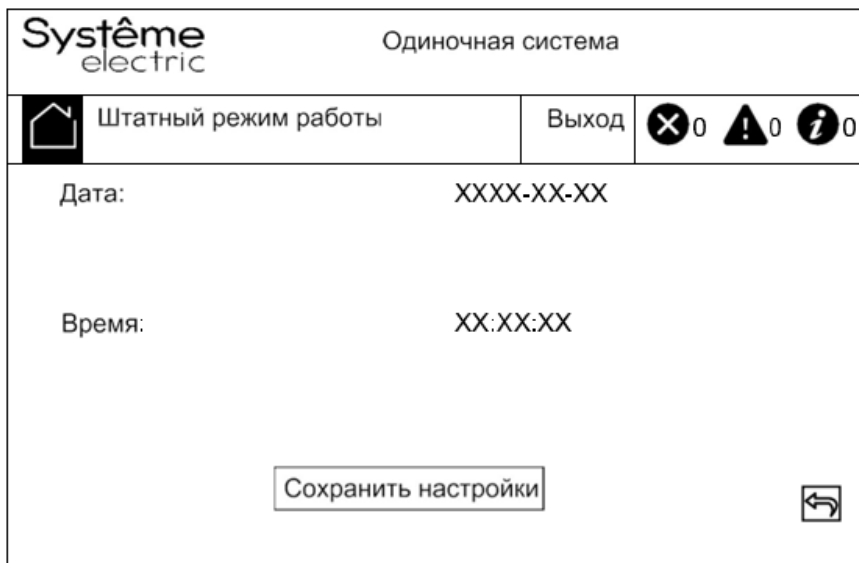 Système
electric
Одиночная система
Штатный режим работы
Выход
0
0
0
Дата:
XXXX-XX-XX
Время:
XX:XX:XX
Сохранить настройки